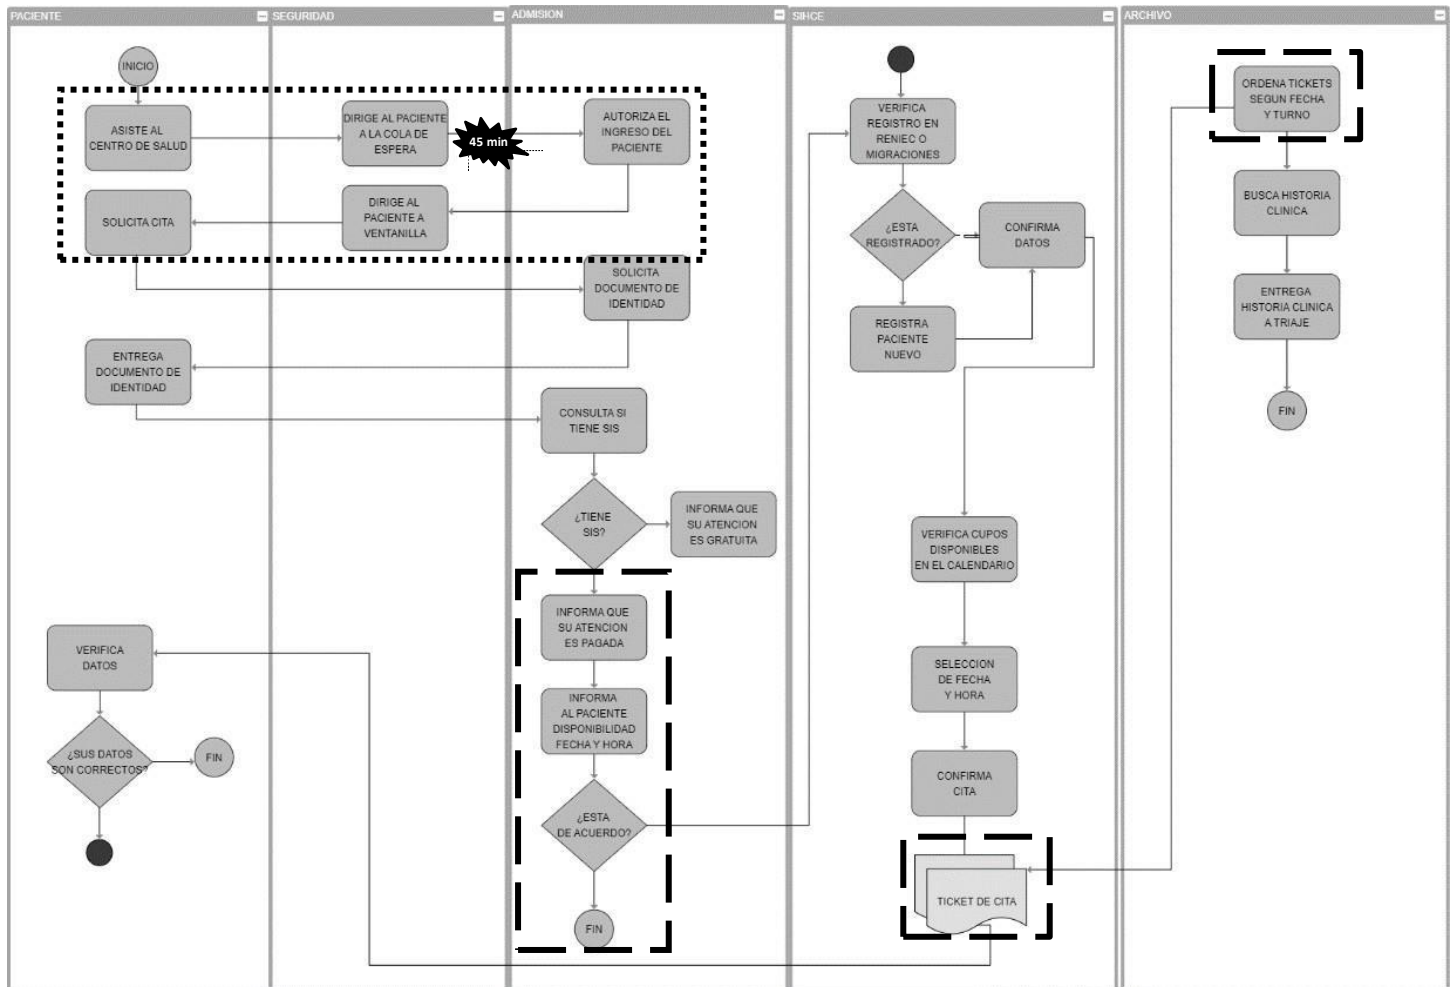 PACIENTE
SEGURIDAD
ADMISION
SIHCE
ARCHIVO
INICIO
ASISTE AL
CENTRO DE SALUD
DIRIGE AL PACIENTE
A LA COLA DE
ESPERA
45 min
AUTORIZA EL
INGRESO DEL
PACIENTE
SOLICITA CITA
DIRIGE AL
PACIENTE A
VENTANILLA
SOLICITA
DOCUMENTO DE
IDENTIDAD
ENTREGA
DOCUMENTO DE
IDENTIDAD
CONSULTA SI
TIENE SIS
¿TIENE
SIS?
INFORMA QUE
SU ATENCION
ES GRATUITA
INFORMA QUE
SU ATENCION
ES PAGADA
INFORMA
AL PACIENTE
DISPONIBILIDAD
FECHA Y HORA
¿ESTA
DE ACUERDO?
FIN
VERIFICA
DATOS
¿SUS DATOS
SON CORRECTOS?
FIN
VERIFICA
REGISTRO EN
RENIEC O
MIGRACIONES
¿ESTA
REGISTRADO?
CONFIRMA
DATOS
REGISTRA
PACIENTE
NUEVO
VERIFICA CUPOS
DISPONIBLES
EN EL CALENDARIO
SELECCION
DE FECHA
Y HORA
CONFIRMA
CITA
TICKET DE CITA
ORDENA TICKETS
SEGUN FECHA
Y TURNO
BUSCA HISTORIA
CLINICA
ENTREGA
HISTORIA CLINICA
A TRIAJE
FIN